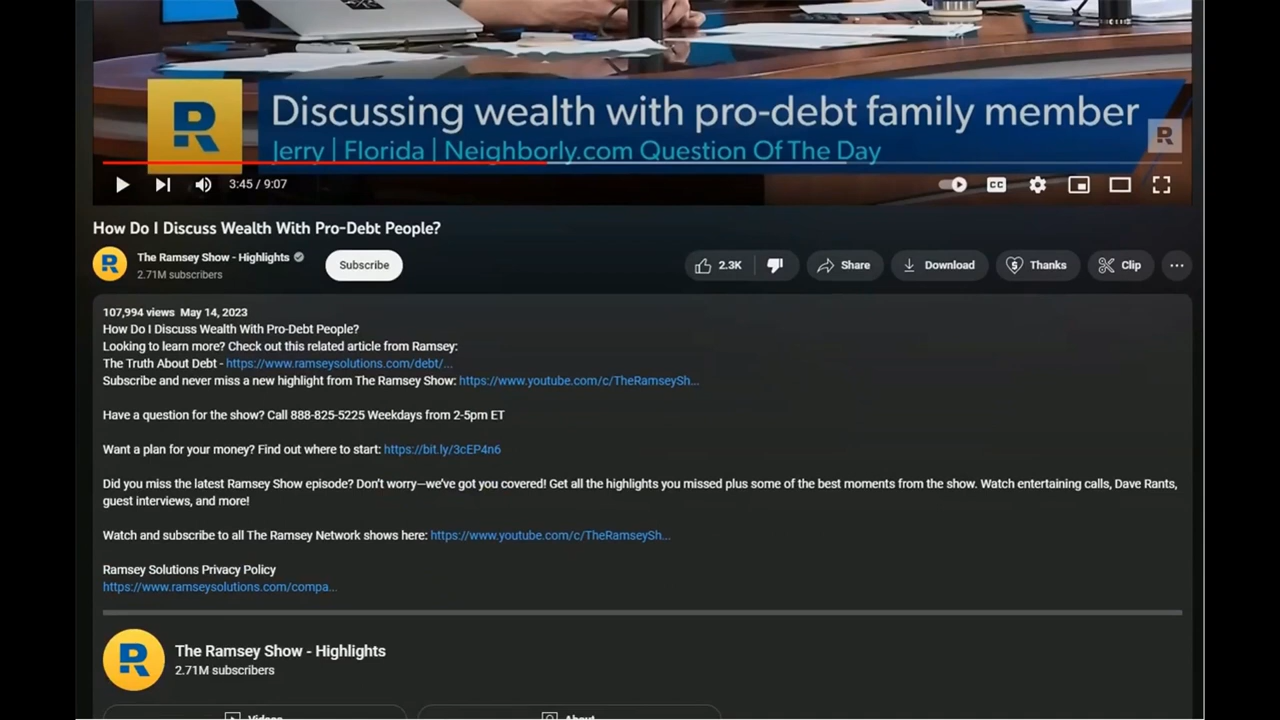 Discussing wealth with pro-debt family member
Jerry | Florida | Neighborly.com Question Of The Day
R
R
3:45 / 9:07
CC
How Do I Discuss Wealth With Pro-Debt People?
R
The Ramsey Show - Highlights
2.71M subscribers
Subscribe
2.3K
Share
Download
Thanks
Clip
107,994 views May 14, 2023
How Do I Discuss Wealth With Pro-Debt People?
Looking to learn more? Check out this related article from Ramsey:
The Truth About Debt - https://www.ramseysolutions.com/debt/...
Subscribe and never miss a new highlight from The Ramsey Show: https://www.youtube.com/c/TheRamseySh...
Have a question for the show? Call 888-825-5225 Weekdays from 2-5pm ET
Want a plan for your money? Find out where to start: https://bit.ly/3cEP4n6
Did you miss the latest Ramsey Show episode? Don't worry—we've got you covered! Get all the highlights you missed plus some of the best moments from the show. Watch entertaining calls, Dave Rants,
guest interviews, and more!
Watch and subscribe to all The Ramsey Network shows here: https://www.youtube.com/c/TheRamseySh...
Ramsey Solutions Privacy Policy
https://www.ramseysolutions.com/compa...
R
The Ramsey Show - Highlights
2.71M subscribers
Videos
About